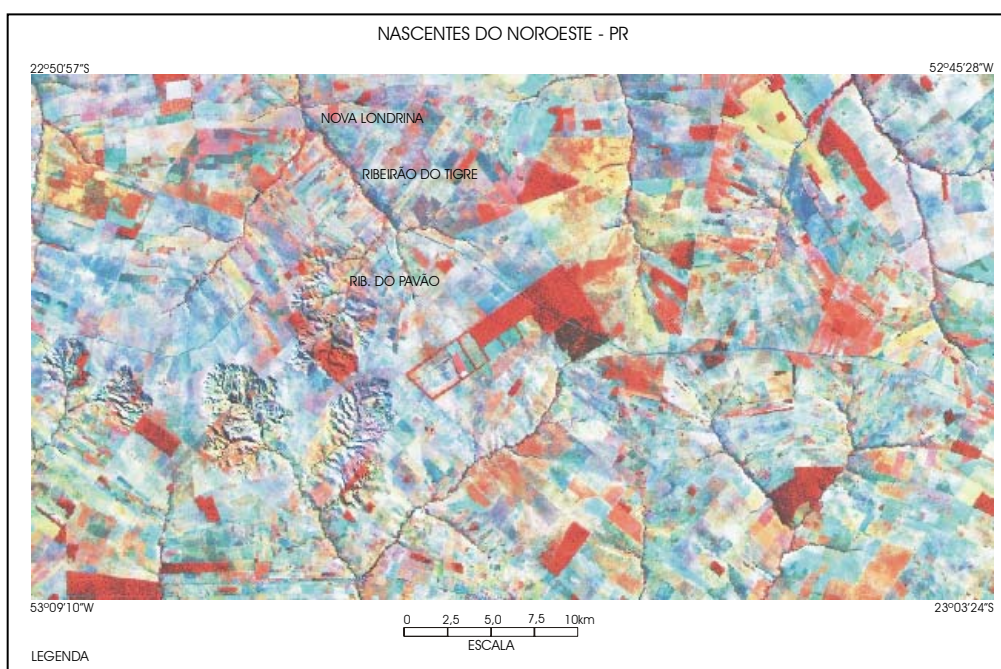 NASCENTES DO NOROESTE - PR
22º50'57"S 52º45'28"W
NOVA LONDRINA
RIBEIRÃO DO TIGRE
RIB. DO PAVÃO
53º09'10"W 23º03'24"S
0 2,5 5,0 7,5 10km
ESCALA
LEGENDA